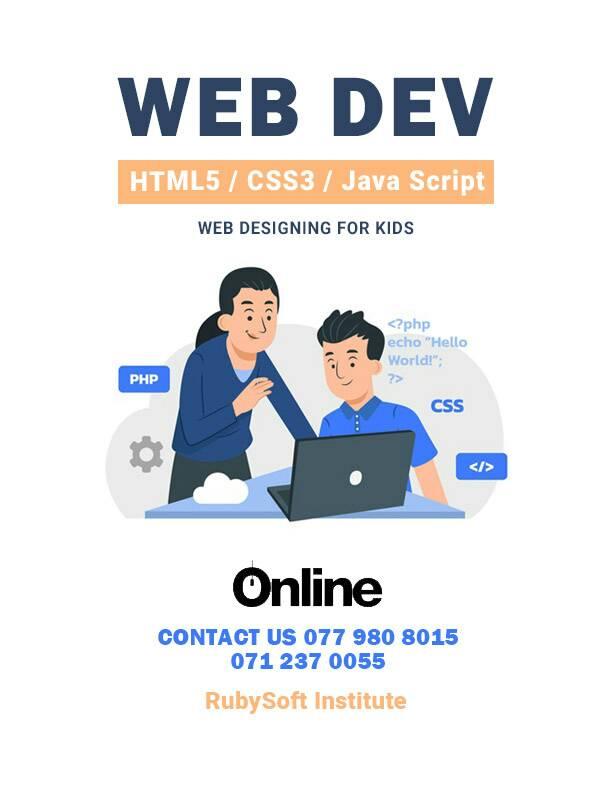 WEB DEV
HTML5 / CSS3 / Java Script
WEB DESIGNING FOR KIDS
<?php
echo "Hello
World!";
?>
PHP
CSS
</>
Online
CONTACT US 077 980 8015
071 237 0055
RubySoft Institute